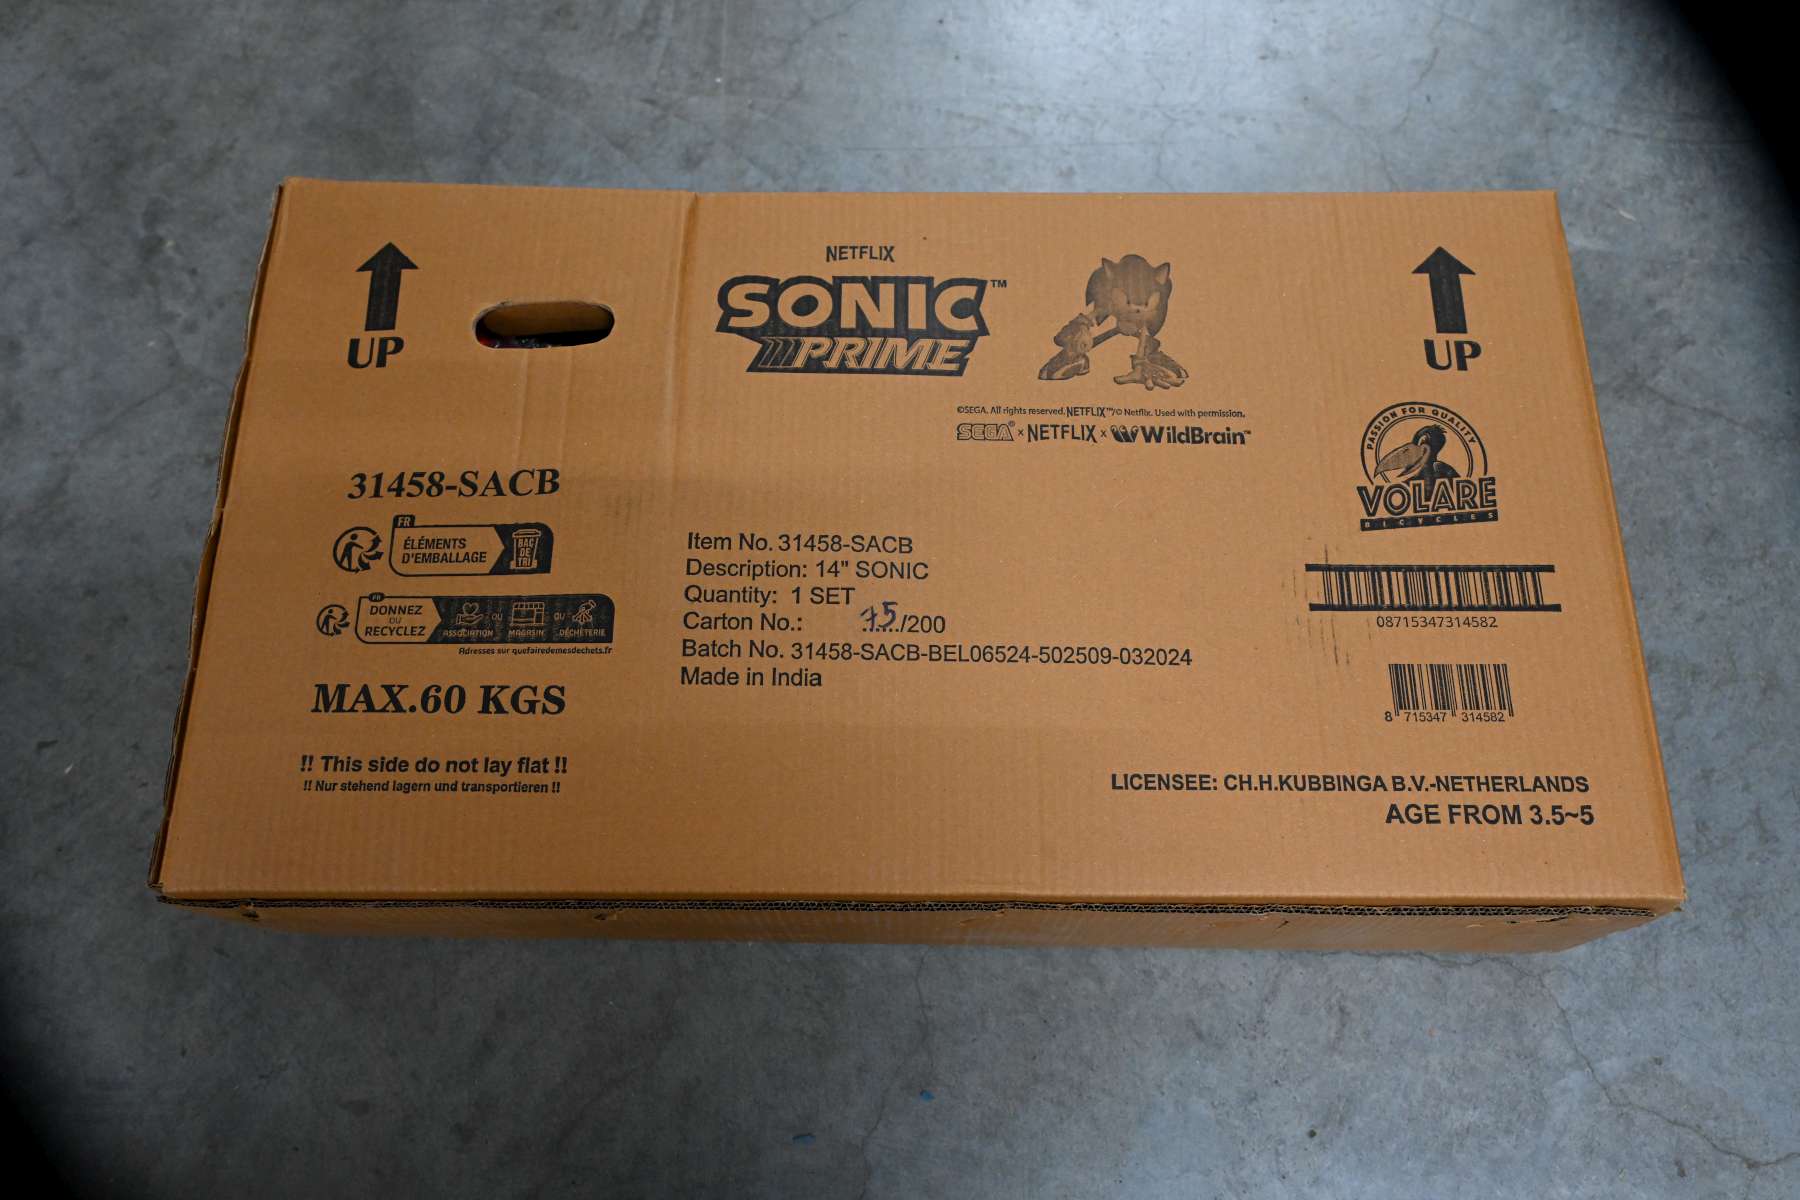 UP
NETFLIX
SONIC™
PRIME
UP
©SEGA. All rights reserved. NETFLIX™/© Netflix. Used with permission.
SEGA® × NETFLIX × WildBrain™
PASSION FOR QUALITY
VOLARE
BICYCLES
31458-SACB
FR
ÉLÉMENTS
D'EMBALLAGE
BAC
DE
TRI
FR
DONNEZ
OU
RECYCLEZ
ASSOCIATION OU MAGASIN OU DÉCHÈTERIE
Adresses sur quefairedemesdechets.fr
MAX.60 KGS
!! This side do not lay flat !!
!! Nur stehend lagern und transportieren !!
Item No. 31458-SACB
Description: 14" SONIC
Quantity: 1 SET
Carton No.: 75/200
Batch No. 31458-SACB-BEL06524-502509-032024
Made in India
08715347314582
8 715347 314582
LICENSEE: CH.H.KUBBINGA B.V.-NETHERLANDS
AGE FROM 3.5~5